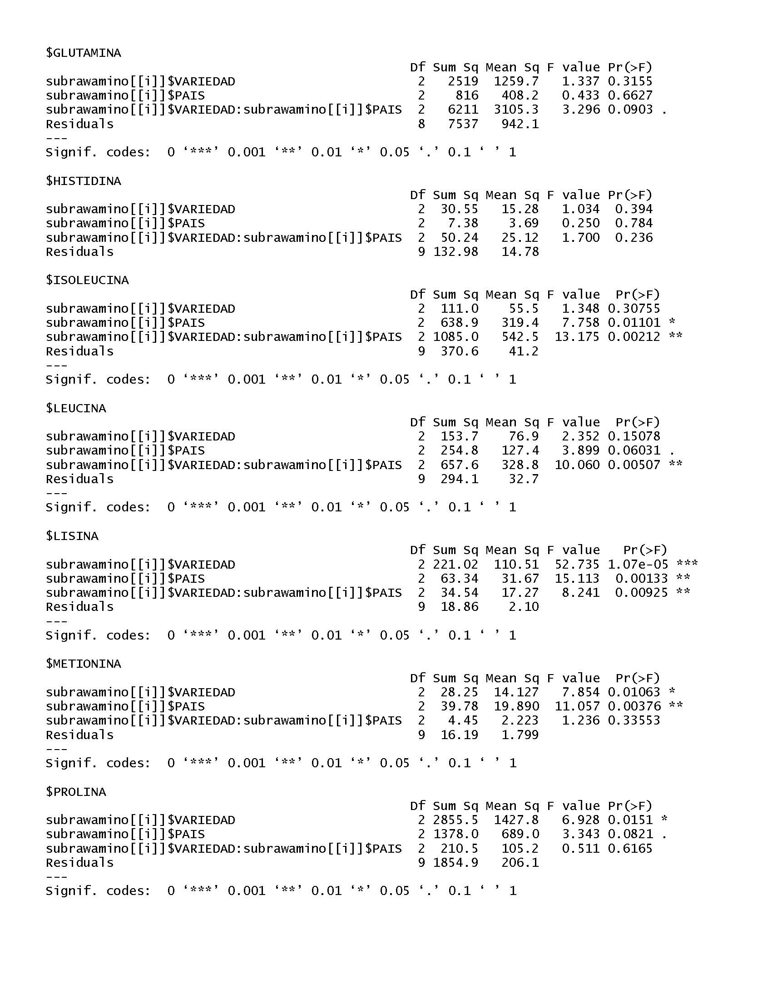 $GLUTAMINA
Df Sum Sq Mean Sq F value Pr(>F)
subrawamino[[i]]$VARIEDAD 2 2519 1259.7 1.337 0.3155
subrawamino[[i]]$PAIS 2 816 408.2 0.433 0.6627
subrawamino[[i]]$VARIEDAD:subrawamino[[i]]$PAIS 2 6211 3105.3 3.296 0.0903 .
Residuals 8 7537 942.1
---
Signif. codes: 0 ‘***’ 0.001 ‘**’ 0.01 ‘*’ 0.05 ‘.’ 0.1 ‘ ’ 1
$HISTIDINA
Df Sum Sq Mean Sq F value Pr(>F)
subrawamino[[i]]$VARIEDAD 2 30.55 15.28 1.034 0.394
subrawamino[[i]]$PAIS 2 7.38 3.69 0.250 0.784
subrawamino[[i]]$VARIEDAD:subrawamino[[i]]$PAIS 2 50.24 25.12 1.700 0.236
Residuals 9 132.98 14.78
$ISOLEUCINA
Df Sum Sq Mean Sq F value Pr(>F)
subrawamino[[i]]$VARIEDAD 2 111.0 55.5 1.348 0.30755
subrawamino[[i]]$PAIS 2 638.9 319.4 7.758 0.01101 *
subrawamino[[i]]$VARIEDAD:subrawamino[[i]]$PAIS 2 1085.0 542.5 13.175 0.00212 **
Residuals 9 370.6 41.2
---
Signif. codes: 0 ‘***’ 0.001 ‘**’ 0.01 ‘*’ 0.05 ‘.’ 0.1 ‘ ’ 1
$LEUCINA
Df Sum Sq Mean Sq F value Pr(>F)
subrawamino[[i]]$VARIEDAD 2 153.7 76.9 2.352 0.15078
subrawamino[[i]]$PAIS 2 254.8 127.4 3.899 0.06031 .
subrawamino[[i]]$VARIEDAD:subrawamino[[i]]$PAIS 2 657.6 328.8 10.060 0.00507 **
Residuals 9 294.1 32.7
---
Signif. codes: 0 ‘***’ 0.001 ‘**’ 0.01 ‘*’ 0.05 ‘.’ 0.1 ‘ ’ 1
$LISINA
Df Sum Sq Mean Sq F value Pr(>F)
subrawamino[[i]]$VARIEDAD 2 221.02 110.51 52.735 1.07e-05 ***
subrawamino[[i]]$PAIS 2 63.34 31.67 15.113 0.00133 **
subrawamino[[i]]$VARIEDAD:subrawamino[[i]]$PAIS 2 34.54 17.27 8.241 0.00925 **
Residuals 9 18.86 2.10
---
Signif. codes: 0 ‘***’ 0.001 ‘**’ 0.01 ‘*’ 0.05 ‘.’ 0.1 ‘ ’ 1
$METIONINA
Df Sum Sq Mean Sq F value Pr(>F)
subrawamino[[i]]$VARIEDAD 2 28.25 14.127 7.854 0.01063 *
subrawamino[[i]]$PAIS 2 39.78 19.890 11.057 0.00376 **
subrawamino[[i]]$VARIEDAD:subrawamino[[i]]$PAIS 2 4.45 2.223 1.236 0.33553
Residuals 9 16.19 1.799
---
Signif. codes: 0 ‘***’ 0.001 ‘**’ 0.01 ‘*’ 0.05 ‘.’ 0.1 ‘ ’ 1
$PROLINA
Df Sum Sq Mean Sq F value Pr(>F)
subrawamino[[i]]$VARIEDAD 2 2855.5 1427.8 6.928 0.0151 *
subrawamino[[i]]$PAIS 2 1378.0 689.0 3.343 0.0821 .
subrawamino[[i]]$VARIEDAD:subrawamino[[i]]$PAIS 2 210.5 105.2 0.511 0.6165
Residuals 9 1854.9 206.1
---
Signif. codes: 0 ‘***’ 0.001 ‘**’ 0.01 ‘*’ 0.05 ‘.’ 0.1 ‘ ’ 1